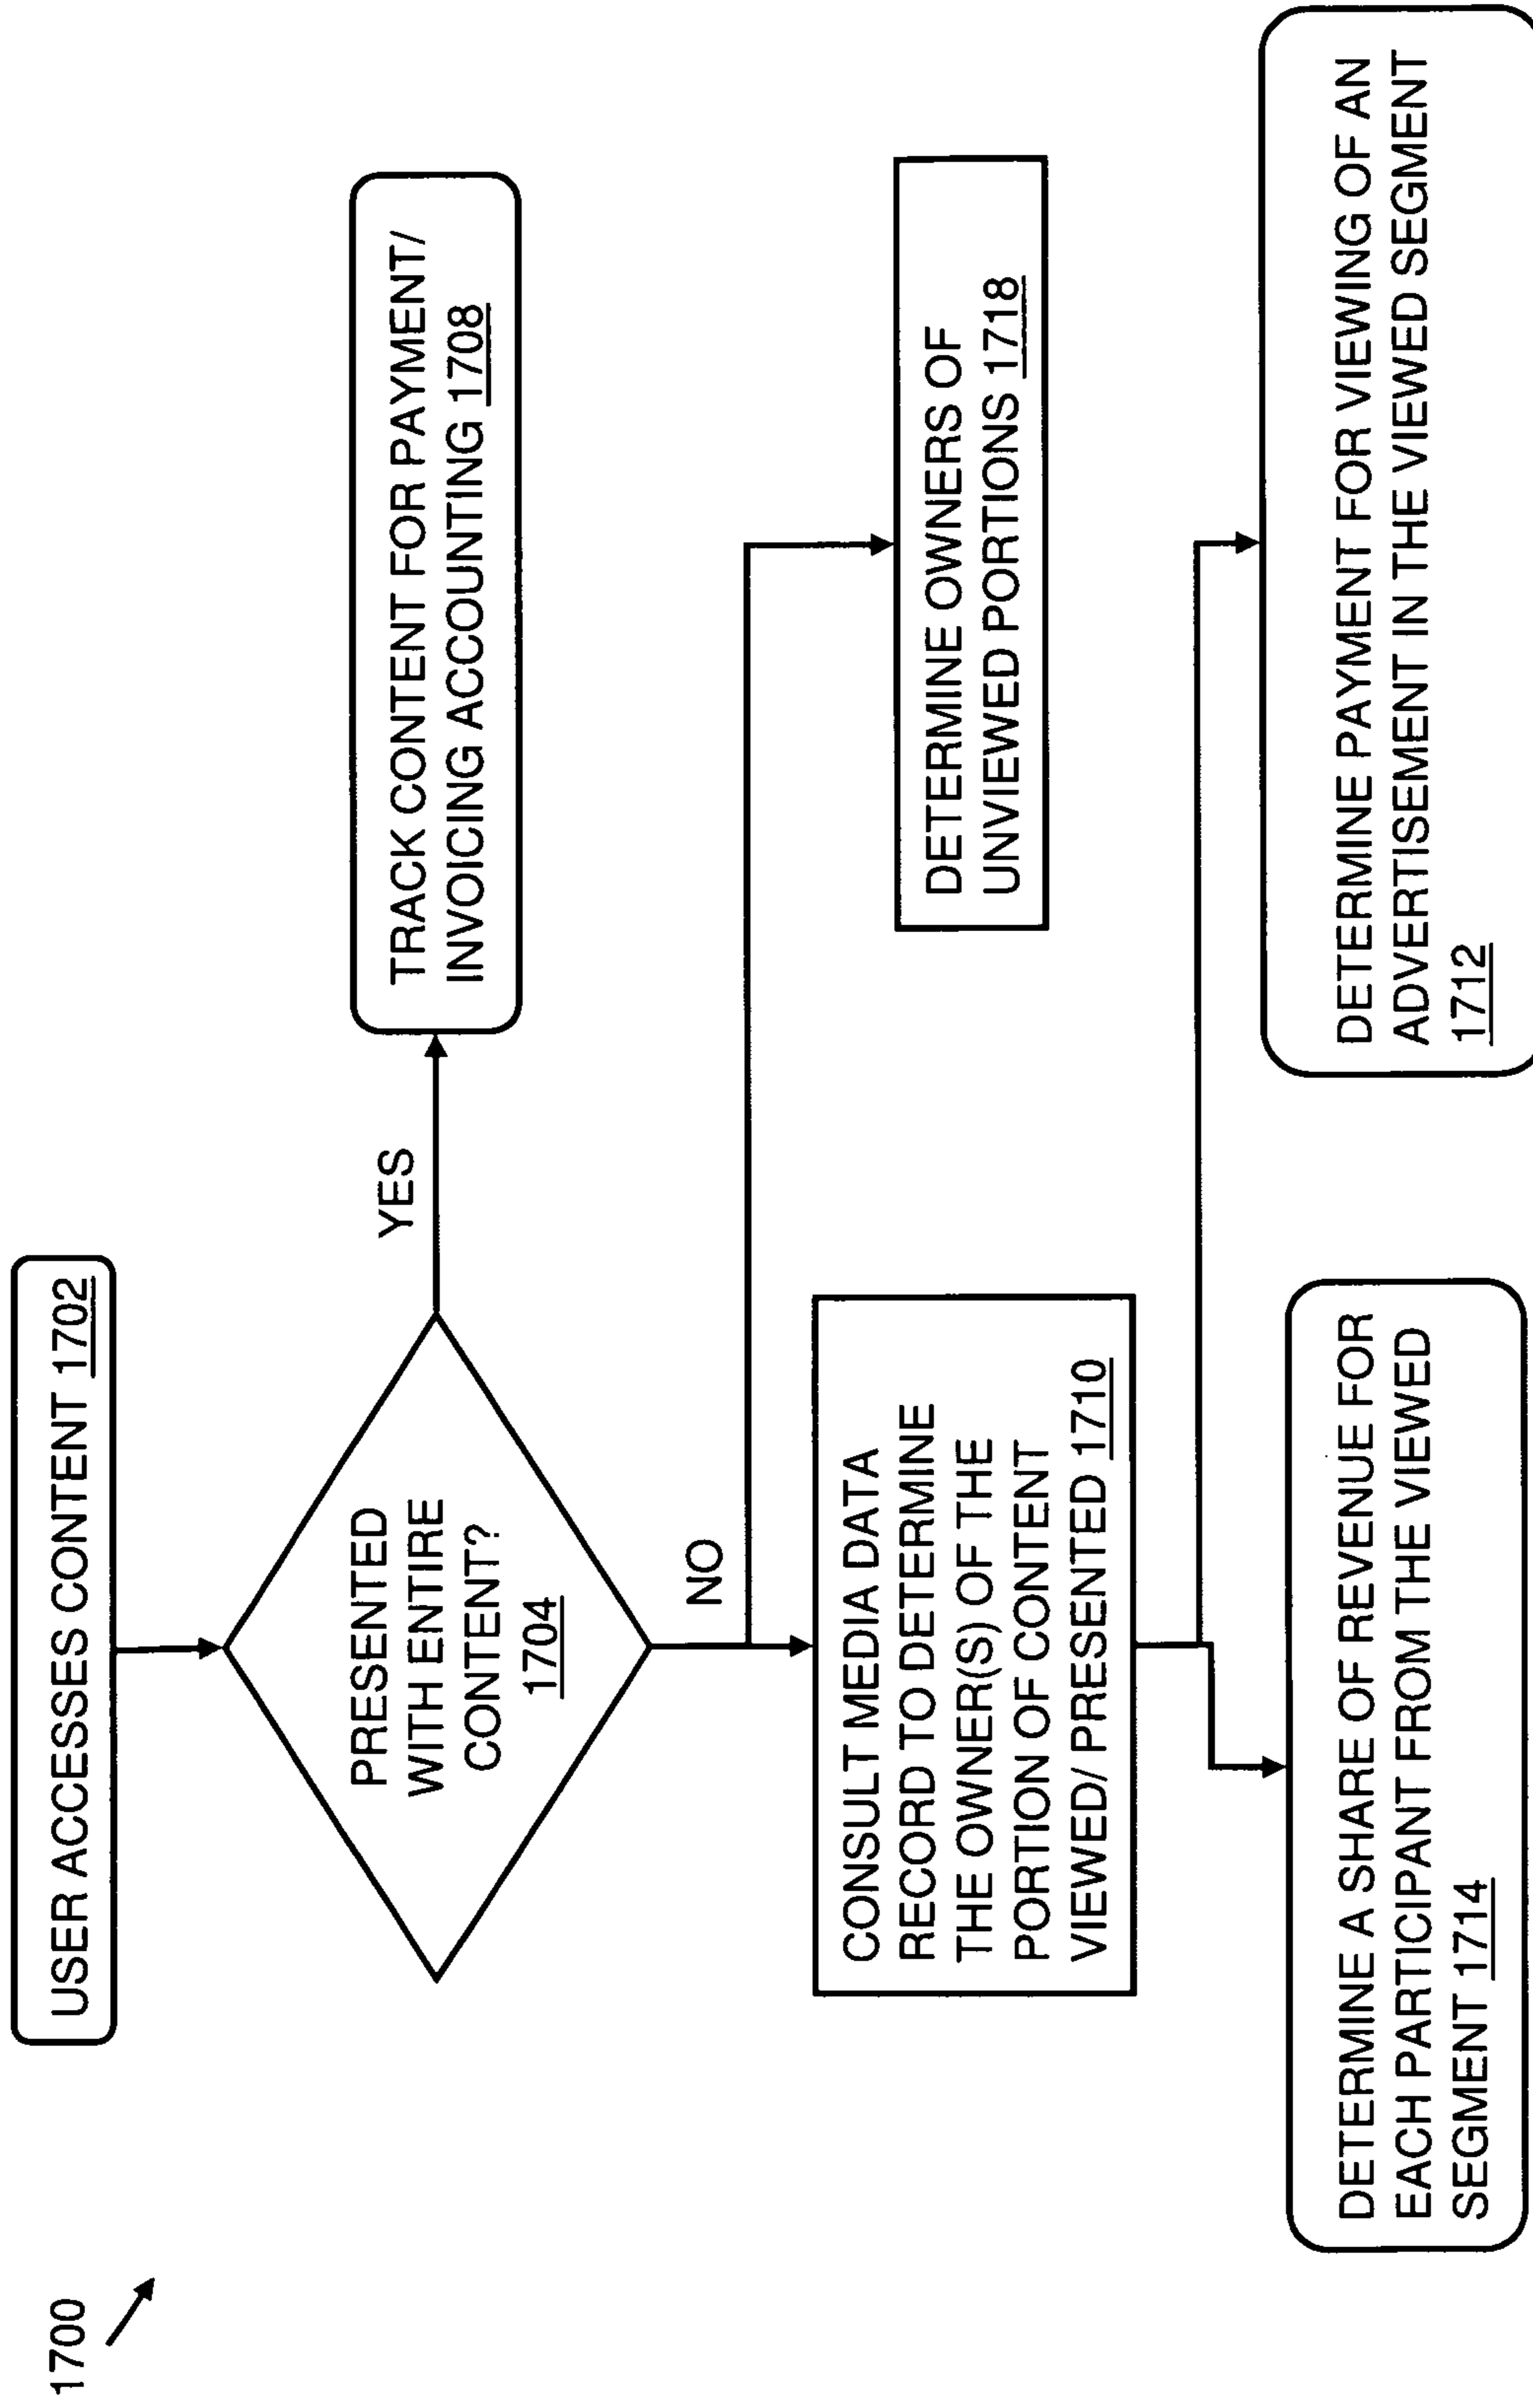 1700
USER ACCESSES CONTENT 1702
PRESENTED
WITH ENTIRE
CONTENT?
1704
YES
TRACK CONTENT FOR PAYMENT/
INVOICING ACCOUNTING 1708
NO
CONSULT MEDIA DATA
RECORD TO DETERMINE
THE OWNER(S) OF THE
PORTION OF CONTENT
VIEWED/ PRESENTED 1710
DETERMINE OWNERS OF
UNVIEWED PORTIONS 1718
DETERMINE A SHARE OF REVENUE FOR
EACH PARTICIPANT FROM THE VIEWED
SEGMENT 1714
DETERMINE PAYMENT FOR VIEWING OF AN
ADVERTISEMENT IN THE VIEWED SEGMENT
1712